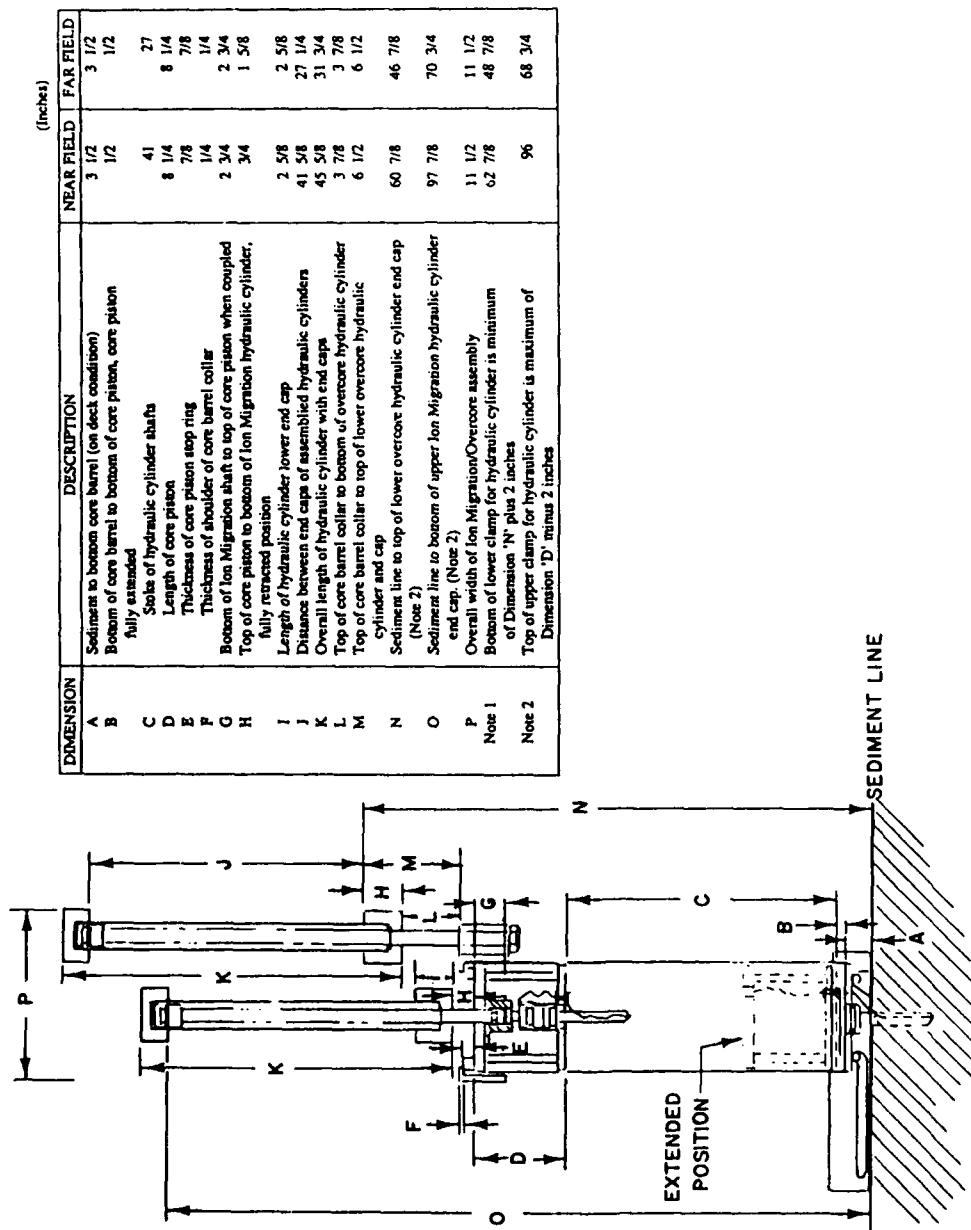 (Inches)
DIMENSION DESCRIPTION NEAR FIELD FAR FIELD
A Sediment to bottom core barrel (on deck condition) 3 1/2 3 1/2
B Bottom of core barrel to bottom of core piston, core piston 1/2 1/2
fully extended
C Stoke of hydraulic cylinder shafts 41 27
D Length of core piston 8 1/4 8 1/4
E Thickness of core piston stop ring 7/8 7/8
F Thickness of shoulder of core barrel collar 1/4 1/4
G Bottom of Ion Migration shaft to top of core piston when coupled 2 3/4 2 3/4
H Top of core piston to bottom of Ion Migration hydraulic cylinder, 3/4 1 5/8
fully retracted position
I Length of hydraulic cylinder lower end cap 2 5/8 2 5/8
J Distance between end caps of assembled hydraulic cylinders 41 5/8 27 1/4
K Overall length of hydraulic cylinder with end caps 45 5/8 31 3/4
L Top of core barrel collar to bottom of overcore hydraulic cylinder 3 7/8 3 7/8
M Top of core barrel collar to top of lower overcore hydraulic 6 1/2 6 1/2
cylinder and cap
N Sediment line to top of lower overcore hydraulic cylinder end cap 60 7/8 46 7/8
(Note 2)
O Sediment line to bottom of upper Ion Migration hydraulic cylinder 97 7/8 70 3/4
end cap. (Note 2)
P Overall width of Ion Migration/Overcore assembly 11 1/2 11 1/2
Note 1 Bottom of lower clamp for hydraulic cylinder is minimum 62 7/8 48 7/8
of Dimension 'N' plus 2 inches
Note 2 Top of upper clamp for hydraulic cylinder is maximum of 96 68 3/4
Dimension 'D' minus 2 inches
P
K
J
K
H
M
L
I
G
H
E
F
D
O
N
C
B
A
EXTENDED
POSITION
SEDIMENT LINE